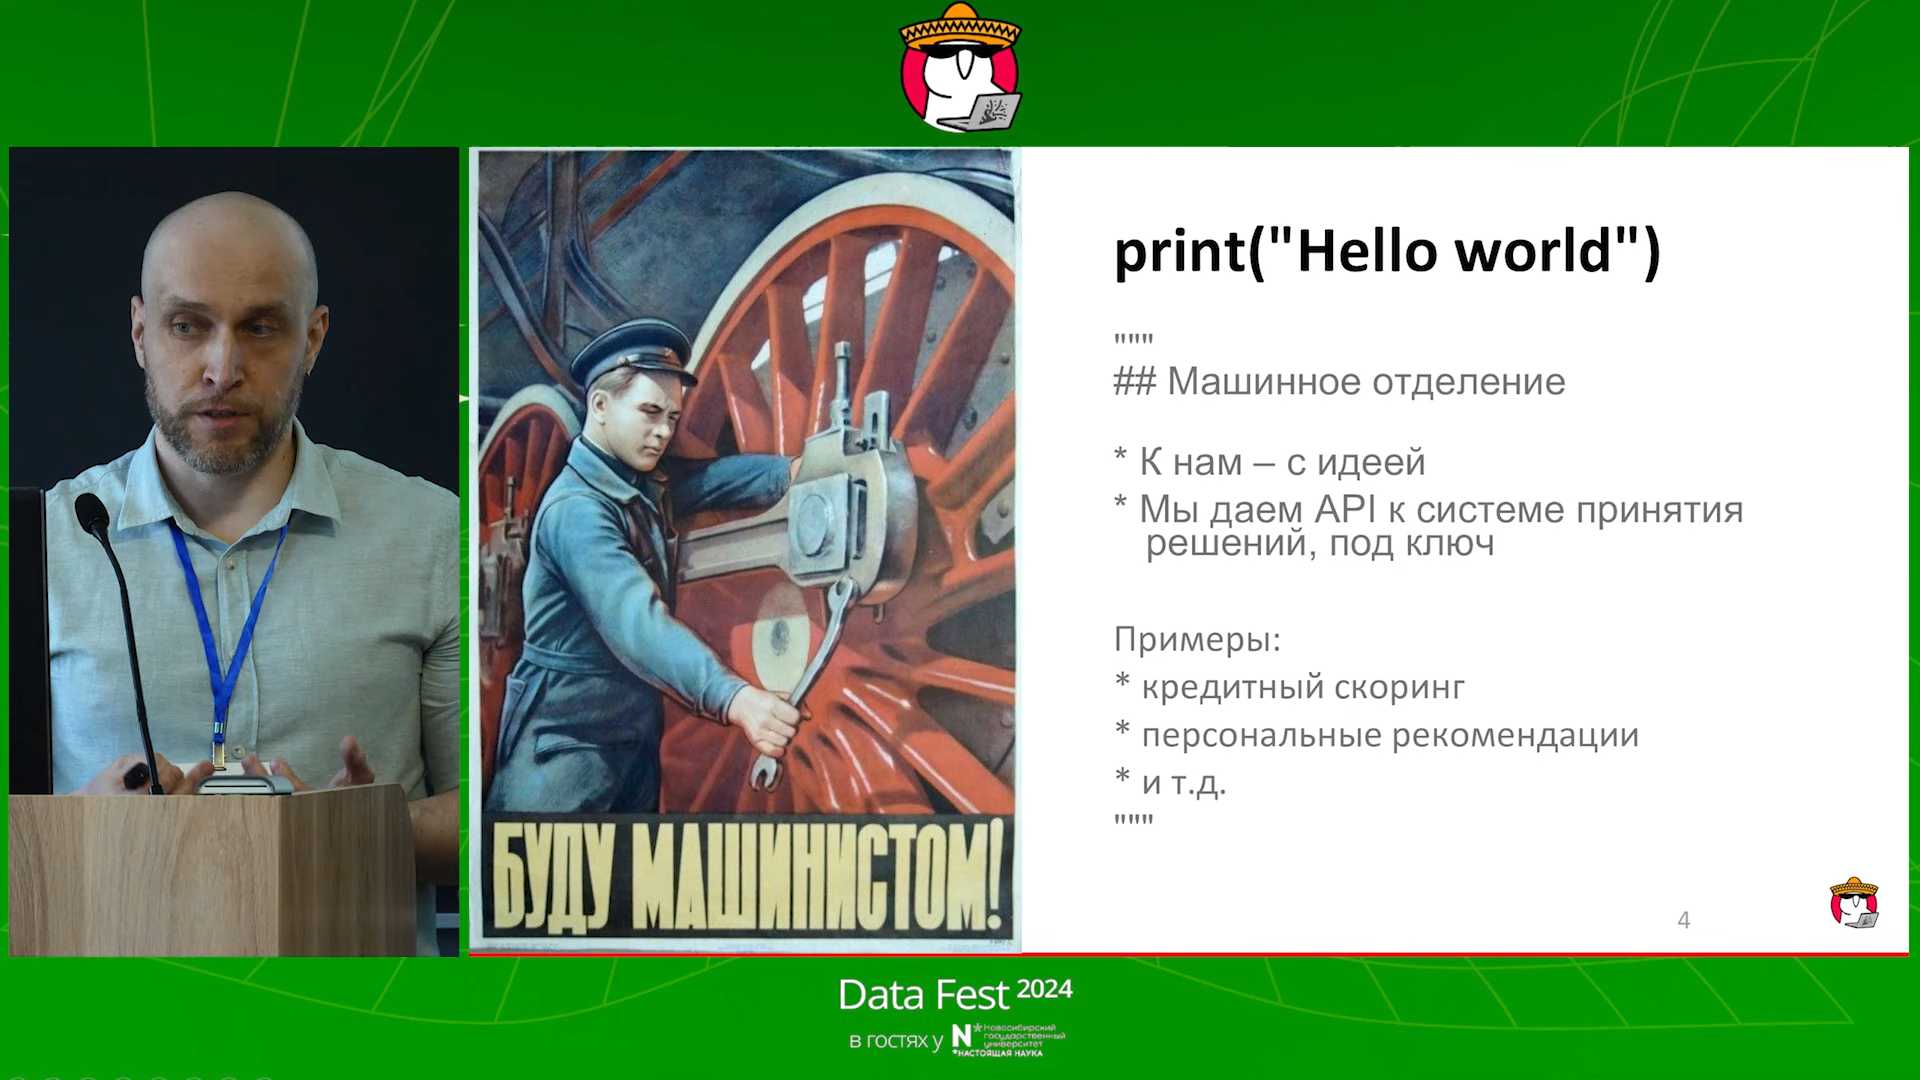 print("Hello world")
"""
## Машинное отделение
* К нам – с идеей
* Мы даем API к системе принятия
решений, под ключ
Примеры:
* кредитный скоринг
* персональные рекомендации
* и т.д.
"""
4
БУДУ МАШИНИСТОМ!
Data Fest 2024
в гостях у
N*
Новосибирский
государственный
университет
*НАСТОЯЩАЯ НАУКА